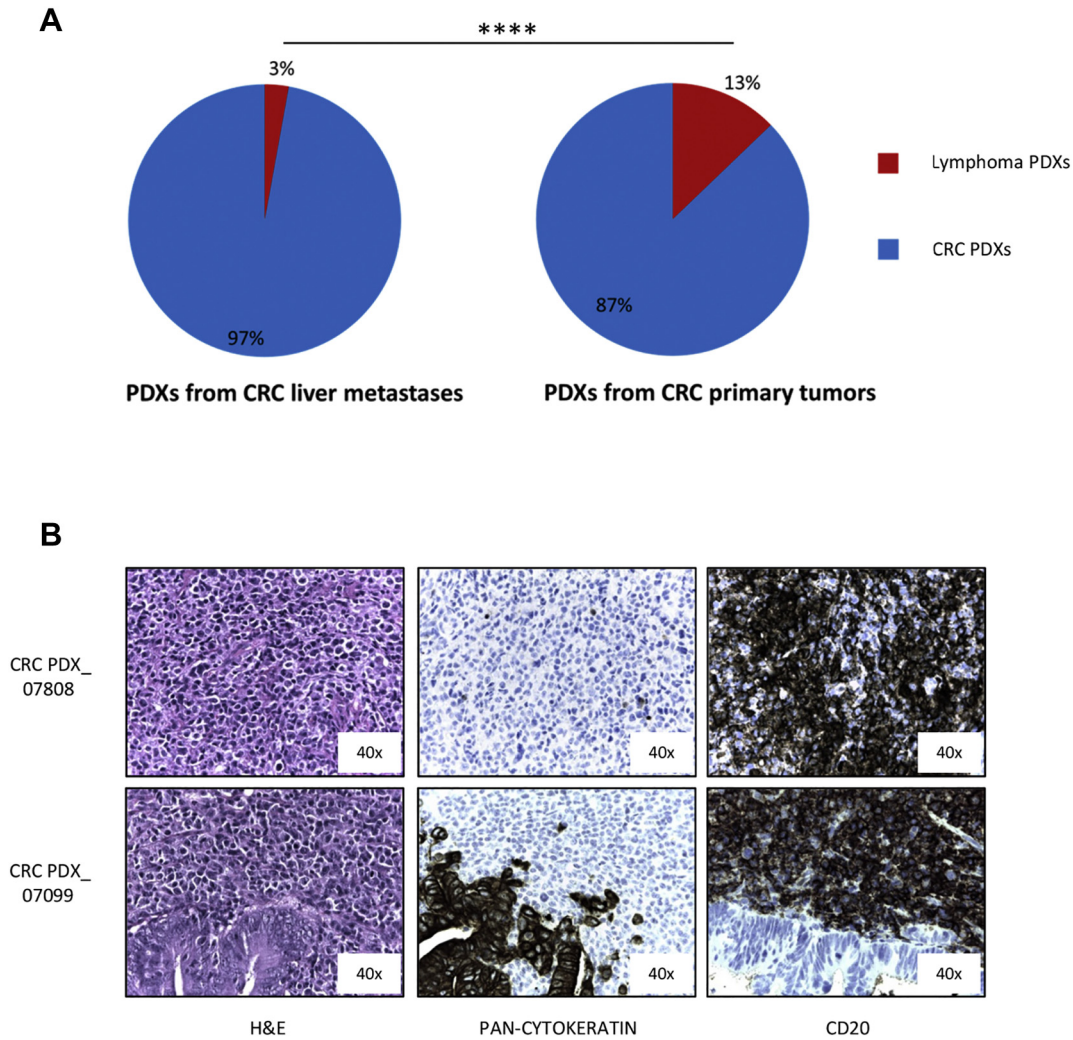 A
****
3%
13%
Lymphoma PDXs
CRC PDXs
97%
87%
PDXs from CRC liver metastases
PDXs from CRC primary tumors
B
CRC PDX_
07808
40x
40x
40x
CRC PDX_
07099
40x
40x
40x
H&E
PAN-CYTOKERATIN
CD20